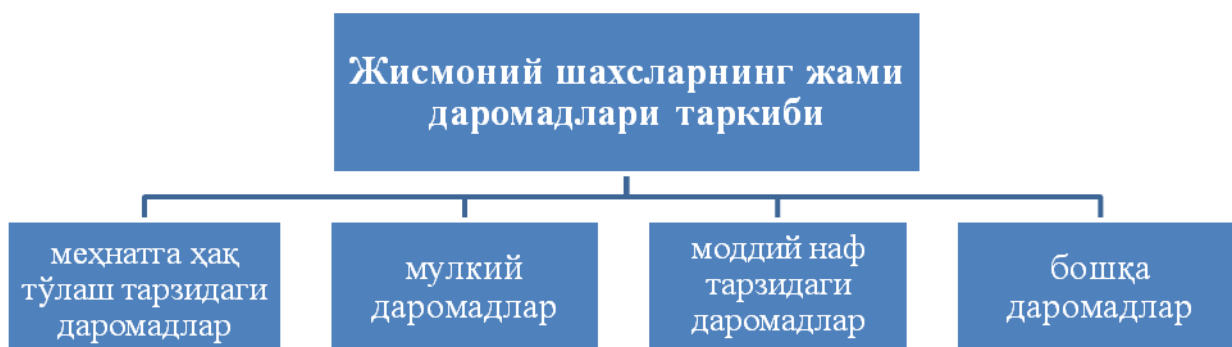 Жисмоний шахсларнинг жами
даромадлари таркиби
меҳнатга ҳақ
тўлаш тарзидаги
даромадлар
мулкий
даромадлар
моддий наф
тарзидаги
даромадлар
бошқа
даромадлар